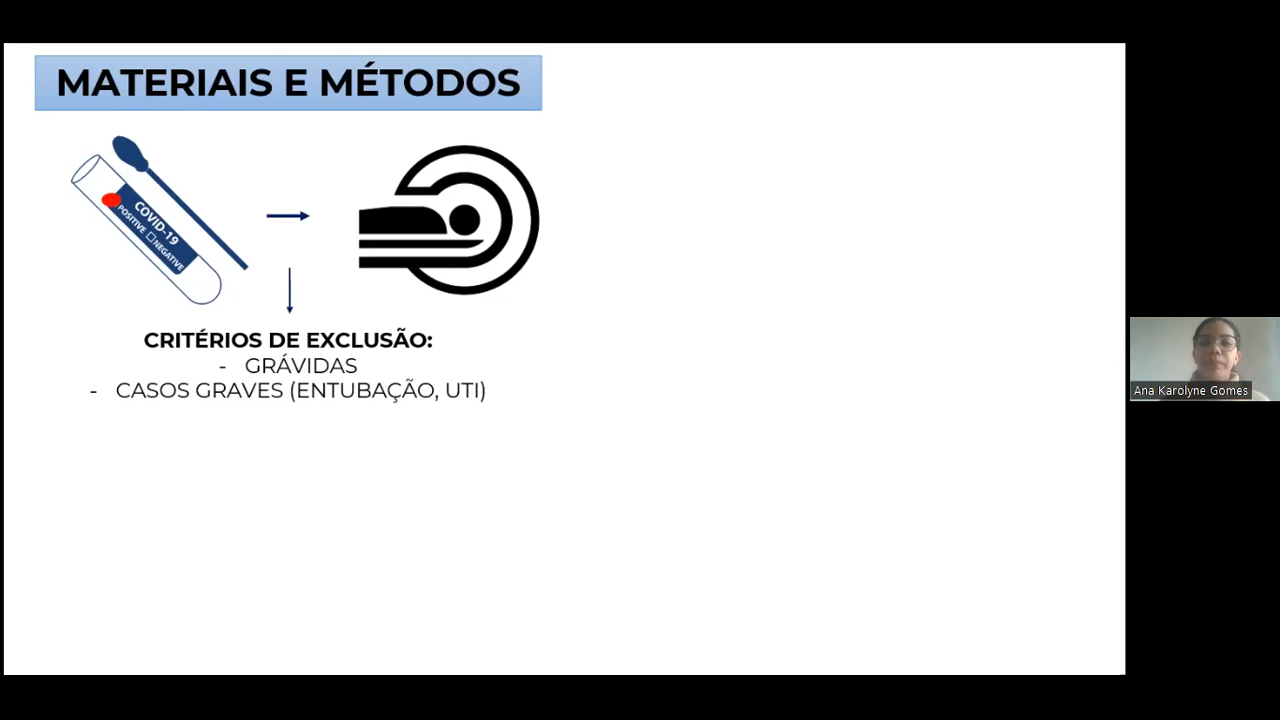 MATERIAIS E MÉTODOS
COVID-19
POSITIVE NEGATIVE
CRITÉRIOS DE EXCLUSÃO:
- GRÁVIDAS
- CASOS GRAVES (ENTUBAÇÃO, UTI)
Ana Karolyne Gomes